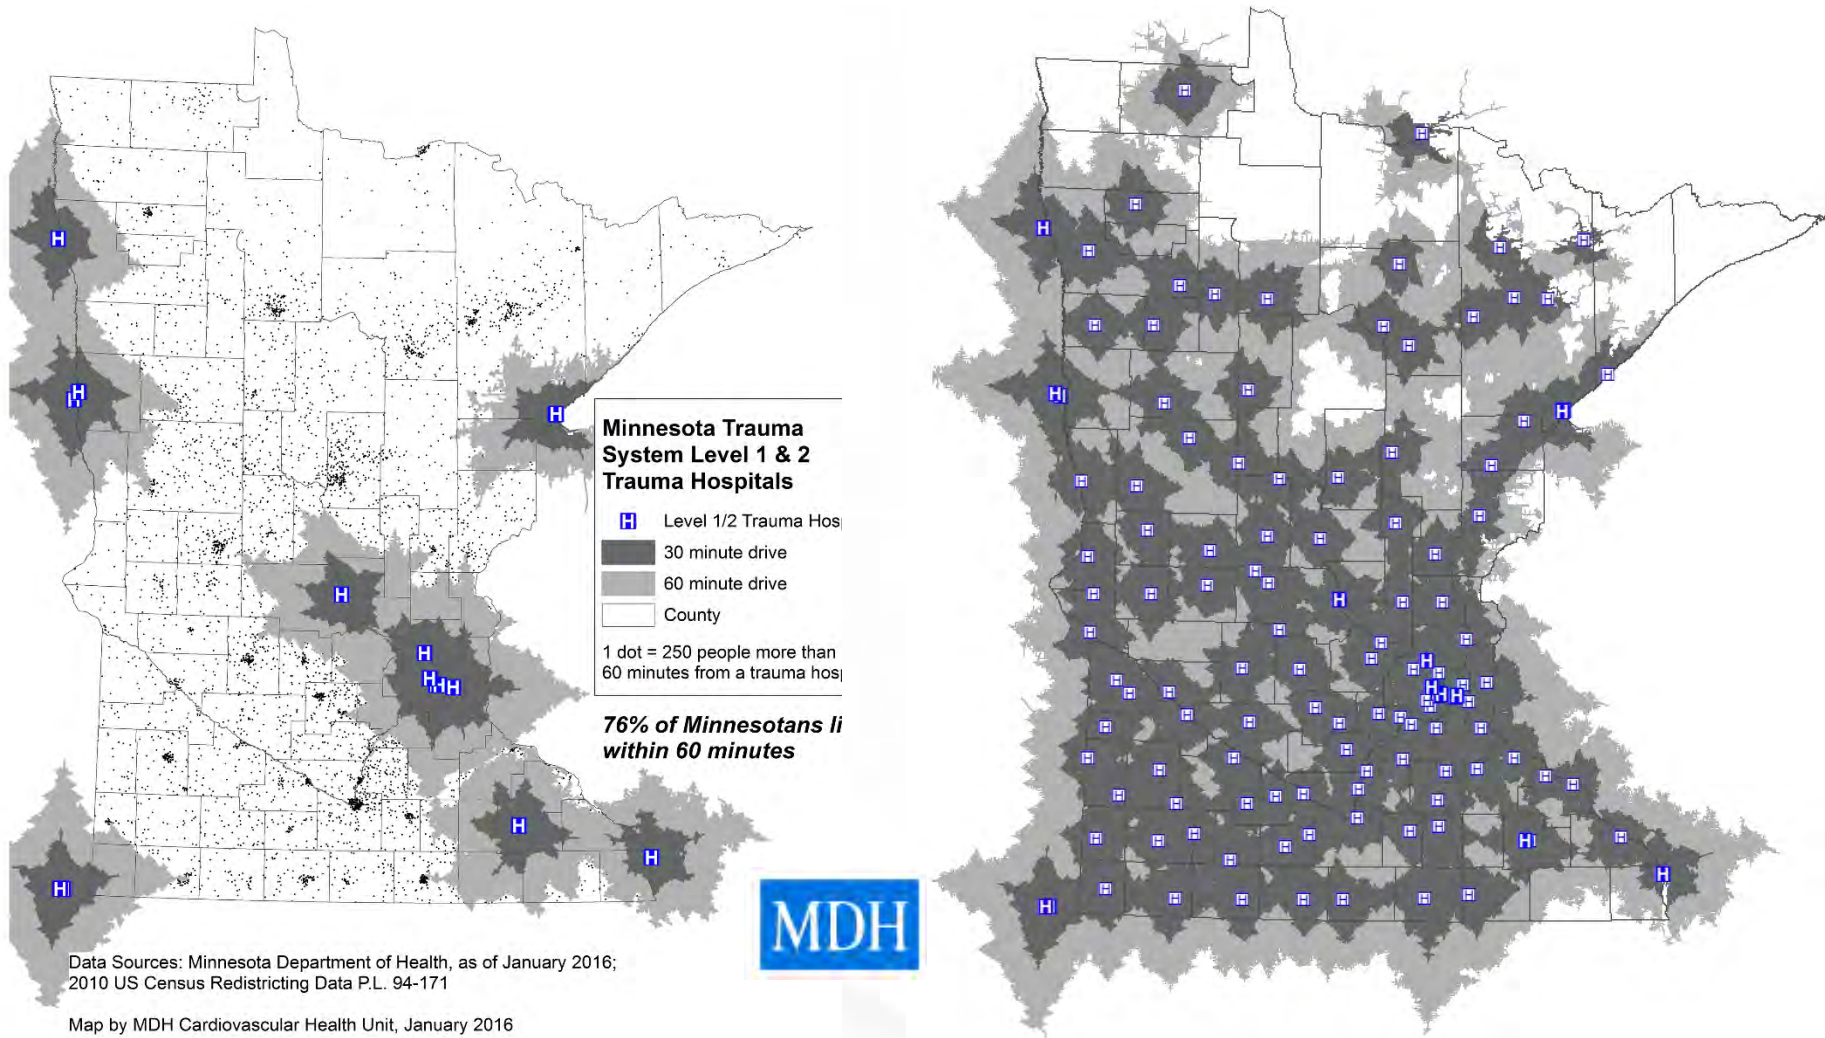 Minnesota Trauma
System Level 1 & 2
Trauma Hospitals
H Level 1/2 Trauma Hos
30 minute drive
60 minute drive
County
1 dot = 250 people more than
60 minutes from a trauma hos
76% of Minnesotans li
within 60 minutes
MDH
Data Sources: Minnesota Department of Health, as of January 2016;
2010 US Census Redistricting Data P.L. 94-171
Map by MDH Cardiovascular Health Unit, January 2016